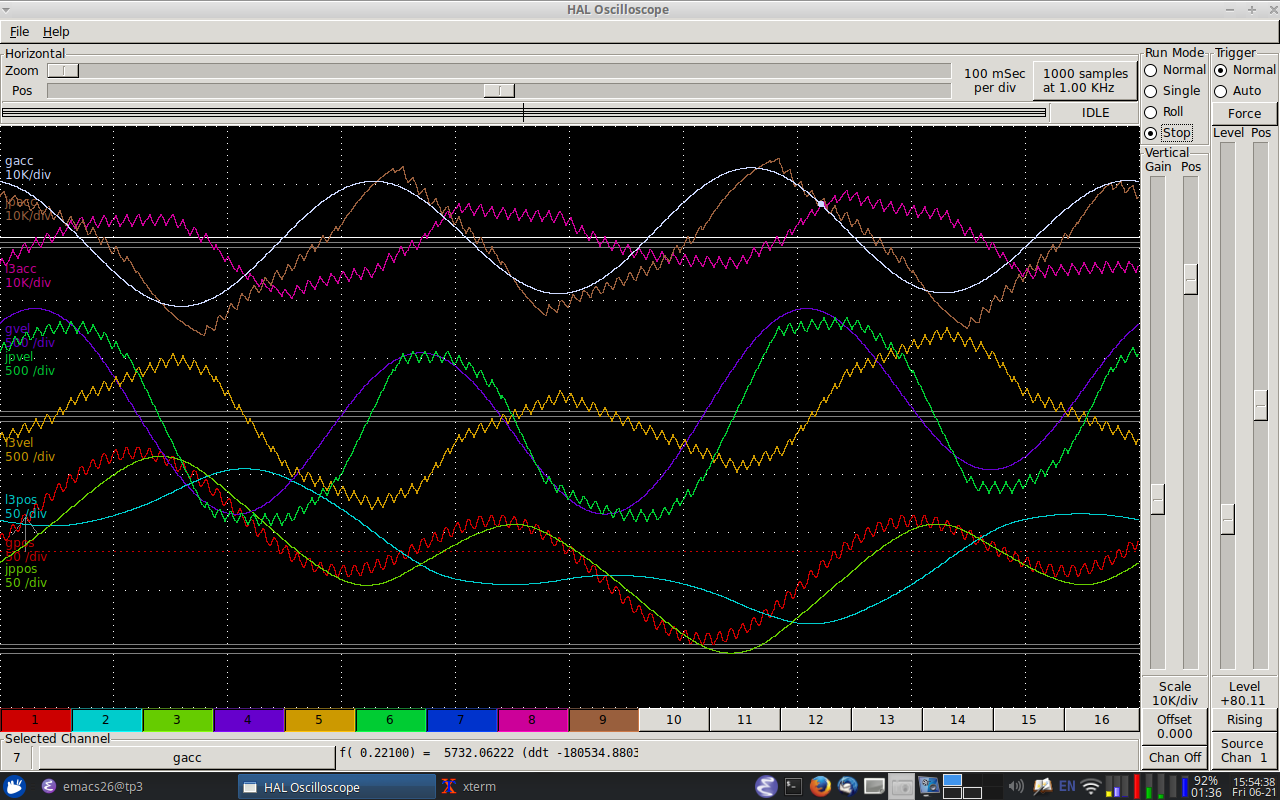 HAL Oscilloscope
File Help
Horizontal
Zoom
Pos
100 mSec
per div
1000 samples
at 1.00 KHz
IDLE
Run Mode
Normal
Single
Roll
Stop
Trigger
Normal
Auto
Force
Level Pos
Vertical
Gain Pos
gacc
10K/div
jpacc
10K/div
l3acc
10K/div
gvel
500 /div
jpvel
500 /div
l3vel
500 /div
l3pos
50 /div
gpos
50 /div
jppos
50 /div
Scale
10K/div
Offset
0.000
Chan Off
Level
+80.11
Rising
Source
Chan 1
1 2 3 4 5 6 7 8 9 10 11 12 13 14 15 16
Selected Channel
7 gacc f( 0.22100) = 5732.06222 (ddt -180534.8803
emacs26@tp3 HAL Oscilloscope xterm
EN
92%
01:36
15:54:38
Fri 06-21